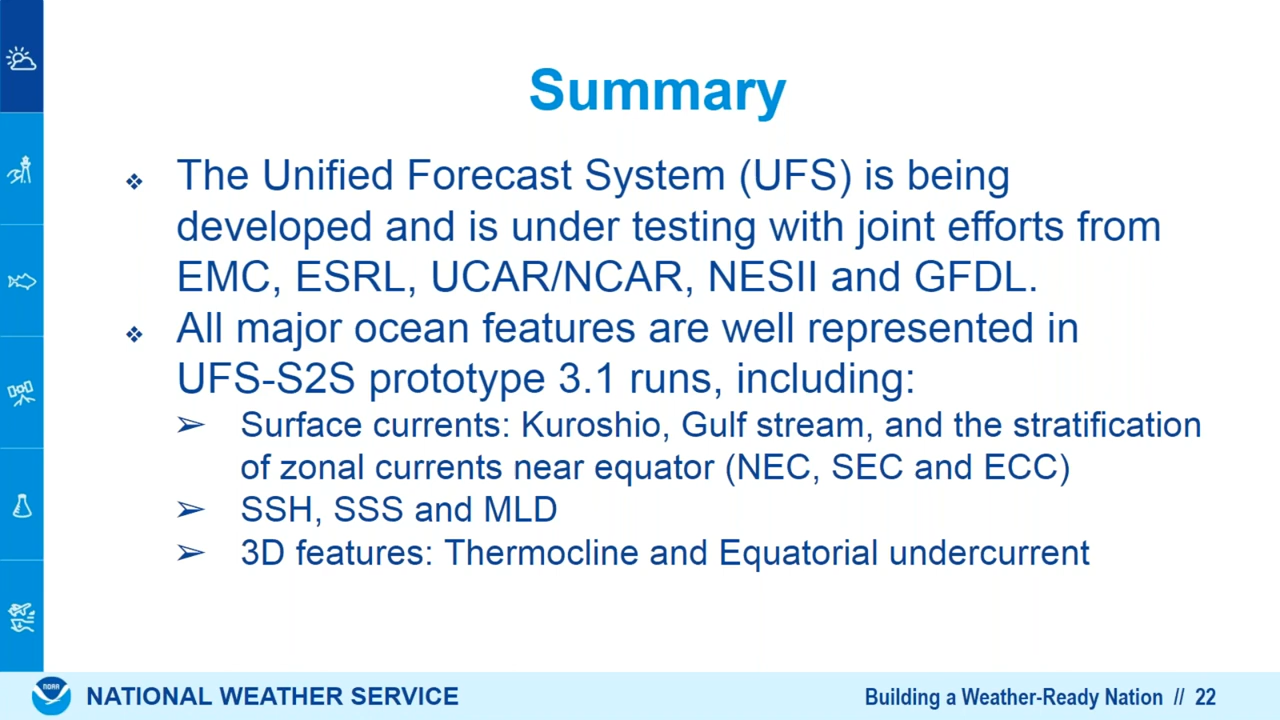 Summary
❖ The Unified Forecast System (UFS) is being
developed and is under testing with joint efforts from
EMC, ESRL, UCAR/NCAR, NESII and GFDL.
❖ All major ocean features are well represented in
UFS-S2S prototype 3.1 runs, including:
➢ Surface currents: Kuroshio, Gulf stream, and the stratification
of zonal currents near equator (NEC, SEC and ECC)
➢ SSH, SSS and MLD
➢ 3D features: Thermocline and Equatorial undercurrent
NOAA
NATIONAL WEATHER SERVICE
Building a Weather-Ready Nation // 22